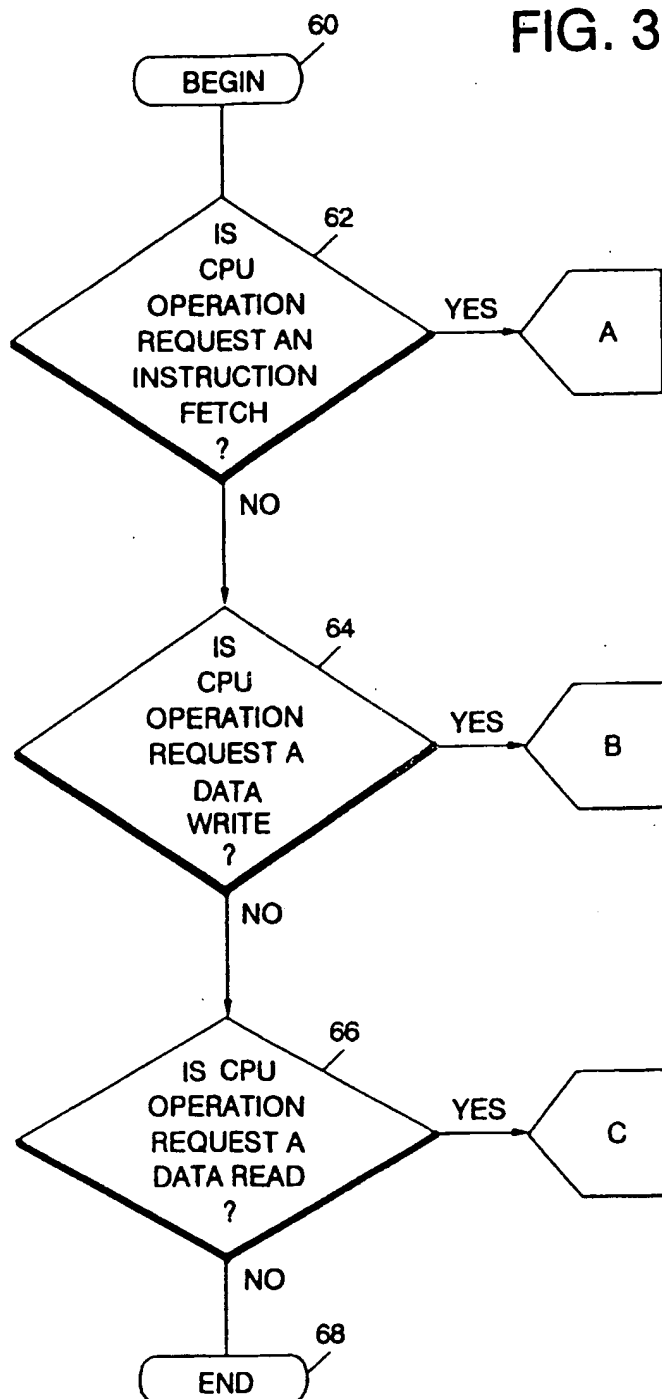 FIG. 3
60
BEGIN
62
IS
CPU
OPERATION
REQUEST AN
INSTRUCTION
FETCH
?
YES
A
NO
64
IS
CPU
OPERATION
REQUEST A
DATA
WRITE
?
YES
B
NO
66
IS CPU
OPERATION
REQUEST A
DATA READ
?
YES
C
NO
68
END